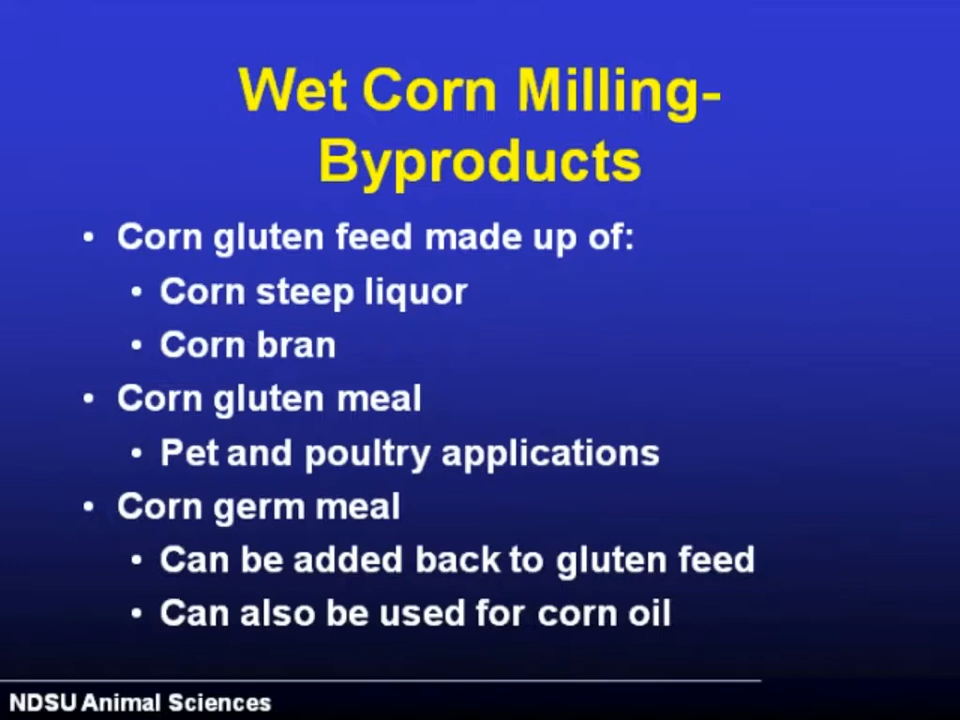 Wet Corn Milling-
Byproducts
• Corn gluten feed made up of:
• Corn steep liquor
• Corn bran
• Corn gluten meal
• Pet and poultry applications
• Corn germ meal
• Can be added back to gluten feed
• Can also be used for corn oil
NDSU Animal Sciences